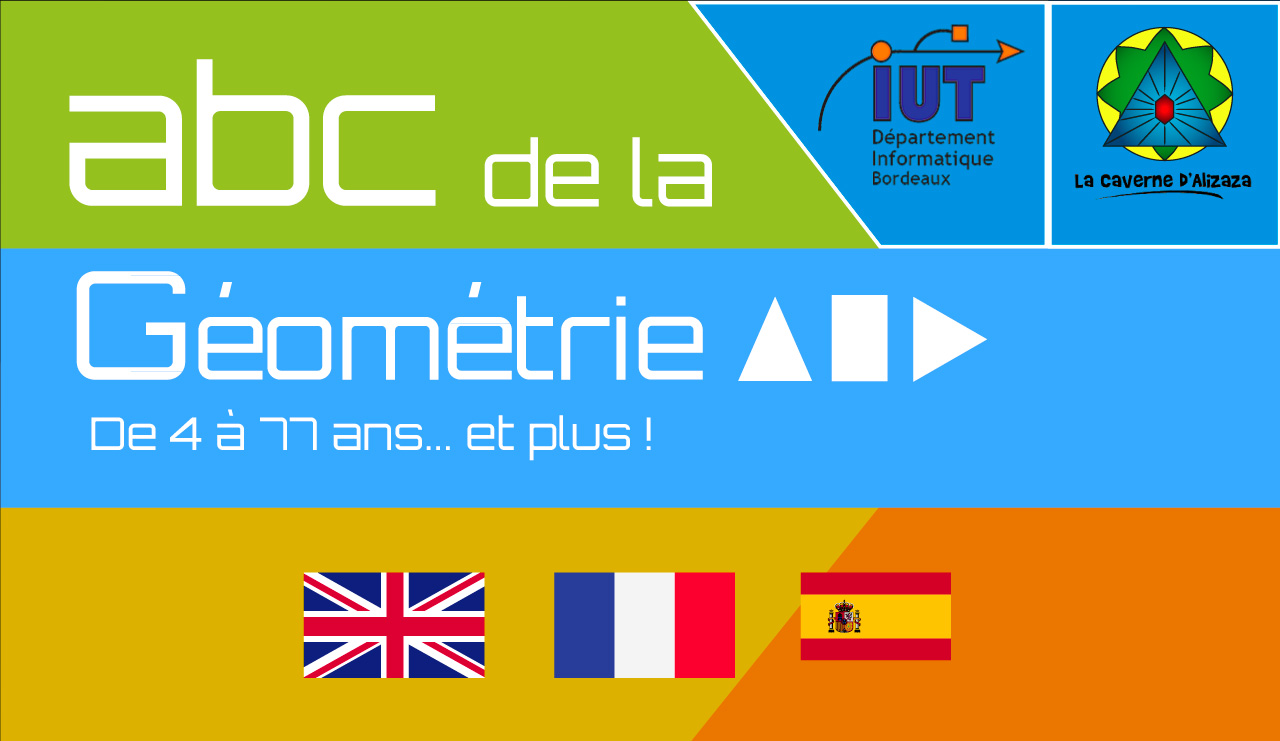 abc de la
IUT
Département
Informatique
Bordeaux
La Caverne D'Alizaza
Géométrie
De 4 à 77 ans... et plus !